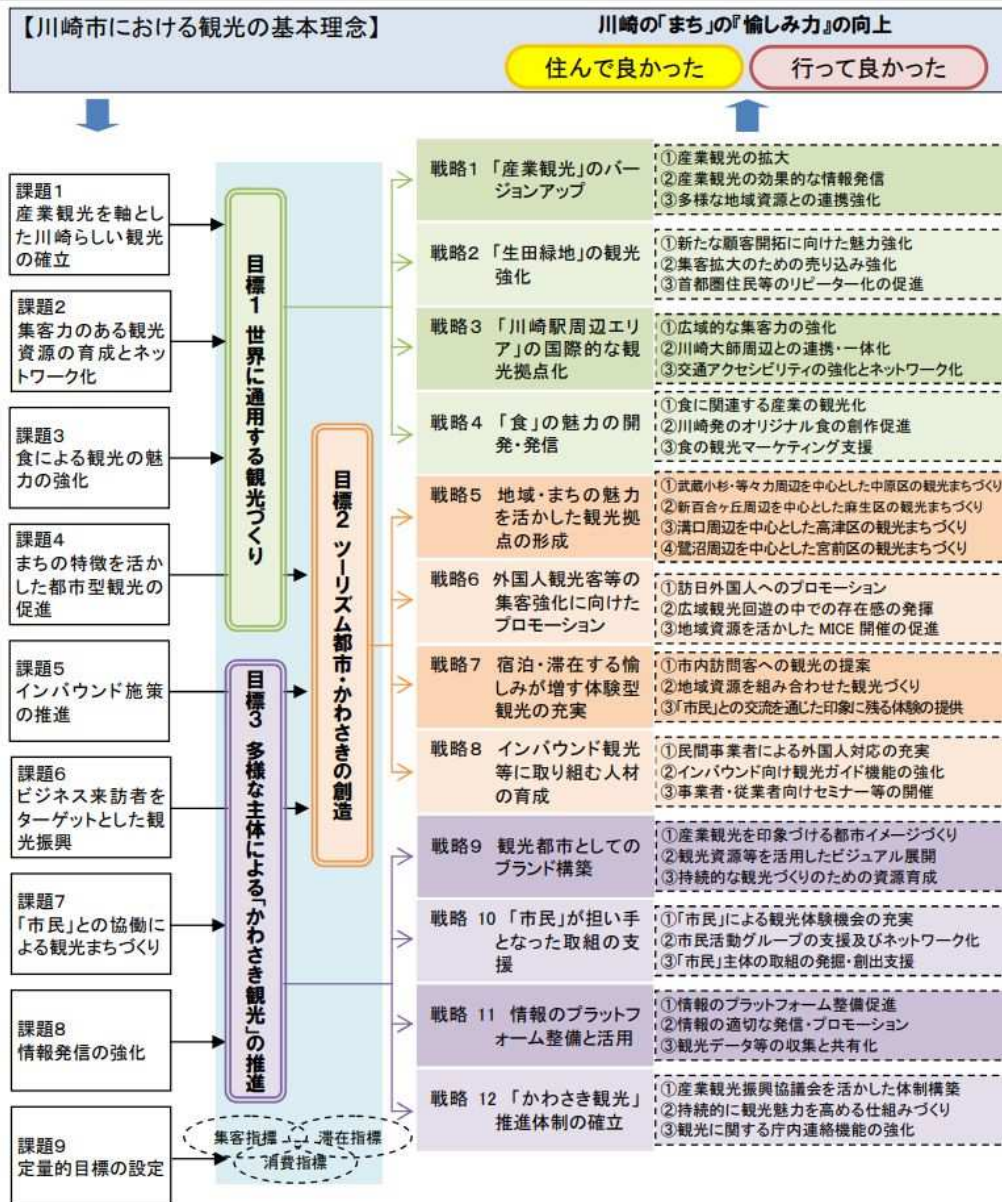 【川崎市における観光の基本理念】
川崎の「まち」の『愉しみ力』の向上
住んで良かった
行って良かった
課題1
産業観光を軸とし
た川崎らしい観光
の確立
課題2
集客力のある観光
資源の育成とネッ
トワーク化
課題3
食による観光の魅
力の強化
課題4
まちの特徴を活か
した都市型観光の
促進
課題5
インバウンド施策
の推進
課題6
ビジネス来訪者を
ターゲットとした観
光振興
課題7
「市民」との協働に
よる観光まちづくり
課題8
情報発信の強化
課題9
定量的目標の設定
目標1 世界に通用する観光づくり
目標2 ツーリズム都市・かわさきの創造
目標3 多様な主体による「かわさき観光」の推進
集客指標
滞在指標
消費指標
戦略1 「産業観光」のバー
ジョンアップ
①産業観光の拡大
②産業観光の効果的な情報発信
③多様な地域資源との連携強化
戦略2 「生田緑地」の観光
強化
①新たな顧客開拓に向けた魅力強化
②集客拡大のための売り込み強化
③首都圏住民等のリピーター化の促進
戦略3 「川崎駅周辺エリ
ア」の国際的な観
光拠点化
①広域的な集客力の強化
②川崎大師周辺との連携・一体化
③交通アクセシビリティの強化とネットワーク化
戦略4 「食」の魅力の開
発・発信
①食に関連する産業の観光化
②川崎発のオリジナル食の創作促進
③食の観光マーケティング支援
戦略5 地域・まちの魅力
を活かした観光拠
点の形成
①武蔵小杉・等々力周辺を中心とした中原区の観光まちづくり
②新百合ヶ丘周辺を中心とした麻生区の観光まちづくり
③溝口周辺を中心とした高津区の観光まちづくり
④鷺沼周辺を中心とした宮前区の観光まちづくり
戦略6 外国人観光客等の
集客強化に向けた
プロモーション
①訪日外国人へのプロモーション
②広域観光回遊の中での存在感の発揮
③地域資源を活かした MICE 開催の促進
戦略7 宿泊・滞在する愉
しみが増す体験型
観光の充実
①市内訪問客への観光の提案
②地域資源を組み合わせた観光づくり
③「市民」との交流を通じた印象に残る体験の提供
戦略8 インバウンド観光
等に取り組む人材
の育成
①民間事業者による外国人対応の充実
②インバウンド向け観光ガイド機能の強化
③事業者・従業者向けセミナー等の開催
戦略9 観光都市としての
ブランド構築
①産業観光を印象づける都市イメージづくり
②観光資源等を活用したビジュアル展開
③持続的な観光づくりのための資源育成
戦略 10 「市民」が担い手
となった取組の支
援
①「市民」による観光体験機会の充実
②市民活動グループの支援及びネットワーク化
③「市民」主体の取組の発掘・創出支援
戦略 11 情報のプラットフ
ォーム整備と活用
①情報のプラットフォーム整備促進
②情報の適切な発信・プロモーション
③観光データ等の収集と共有化
戦略 12 「かわさき観光」
推進体制の確立
①産業観光振興協議会を活かした体制構築
②持続的に観光魅力を高める仕組みづくり
③観光に関する庁内連絡機能の強化